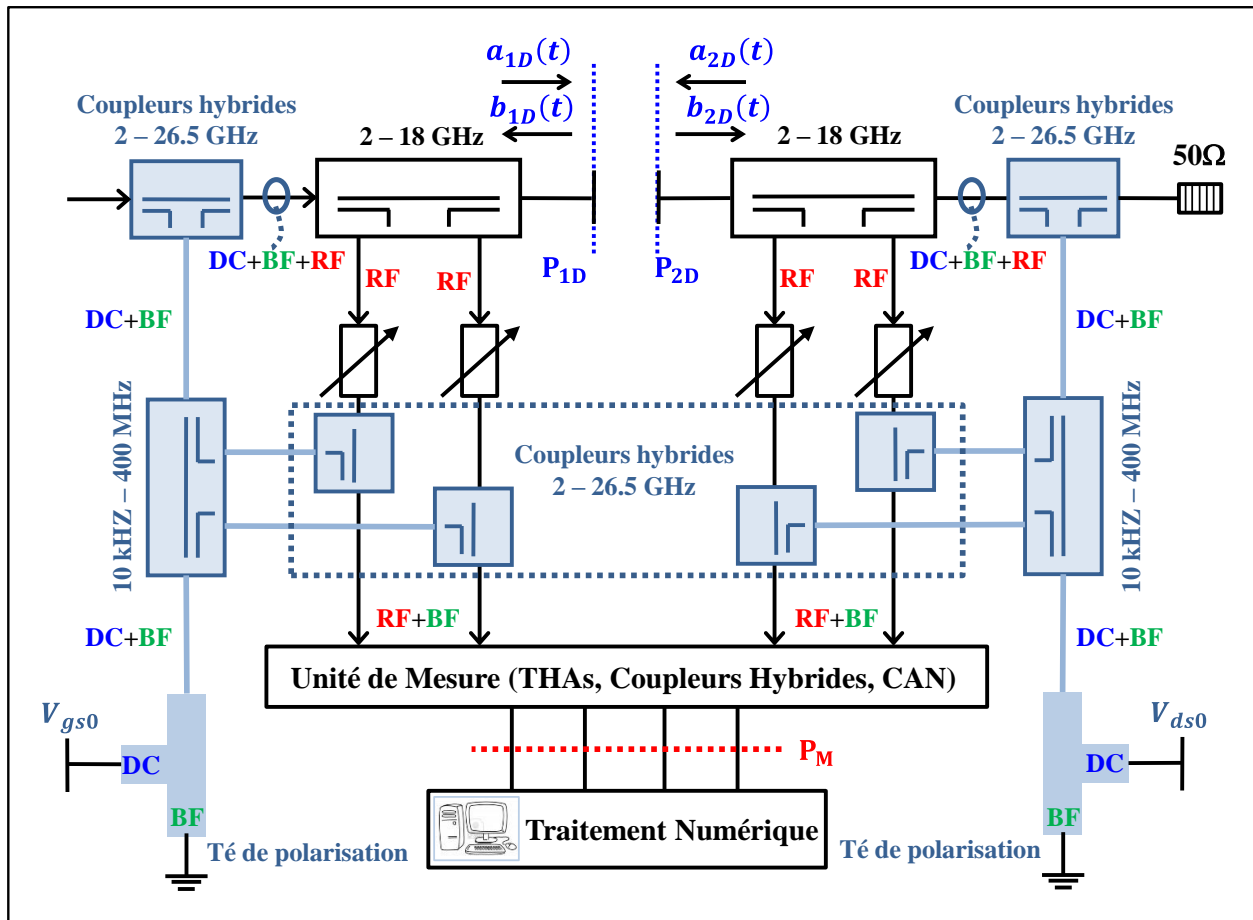 a1D(t)
a2D(t)
Coupleurs hybrides
2 – 26.5 GHz
b1D(t)
b2D(t)
Coupleurs hybrides
2 – 26.5 GHz
2 – 18 GHz
2 – 18 GHz
50Ω
DC+BF+RF
P1D
P2D
DC+BF+RF
RF
RF
RF
RF
DC+BF
DC+BF
10 kHZ – 400 MHz
Coupleurs hybrides
2 – 26.5 GHz
10 kHZ – 400 MHz
RF+BF
RF+BF
DC+BF
DC+BF
Unité de Mesure (THAs, Coupleurs Hybrides, CAN)
Vgs0
Vds0
DC
PM
DC
BF
Traitement Numérique
BF
Té de polarisation
Té de polarisation